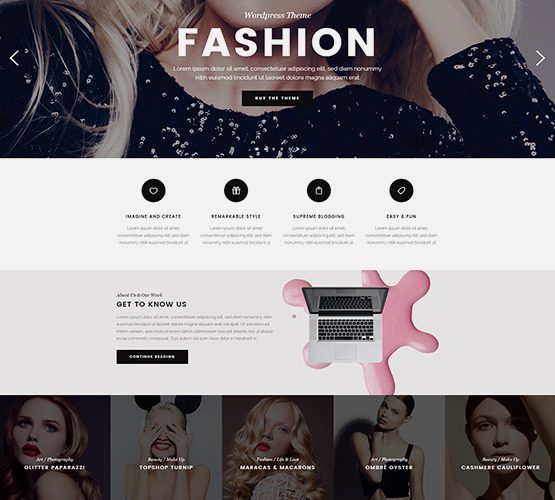 Wordpress Theme
FASHION
Lorem ipsum dolor sit amet, consectetuer adipiscing elit, sed diam nonummy
nibh euismod tincidunt ut laoreet dolore magna aliquam erat
BUY THE THEME
IMAGINE AND CREATE
Lorem ipsum dolor sit amet,
consectetuer adipiscing elit, sed diam
nonummy nibh euismod tincidunt ut
REMARKABLE STYLE
Lorem ipsum dolor sit amet,
consectetuer adipiscing elit, sed diam
nonummy nibh euismod tincidunt ut
SUPREME BLOGGING
Lorem ipsum dolor sit amet,
consectetuer adipiscing elit, sed diam
nonummy nibh euismod tincidunt ut
EASY & FUN
Lorem ipsum dolor sit amet,
consectetuer adipiscing elit, sed diam
nonummy nibh euismod tincidunt ut
About Us & Our Work
GET TO KNOW US
Lorem ipsum dolor sit amet, consectetuer adipiscing elit, sed diam
nonummy nibh euismod tincidunt ut laoreet. Ut wisi enim ad
minim veniam, quis nostrud exerci tation ullamcorper suscipit nisl ut
ea commodo consequat. Duis autem vel eum iriure dolor in hendrerit in
CONTINUE READING
Art / Photography
GLITTER PAPARAZZI
Beauty / Make Up
TOPSHOP TURNIP
Fashion / Life & Love
MARACAS & MACARONS
Art / Photography
OMBRÉ OYSTER
Beauty / Make Up
CASHMERE CAULIFLOWER